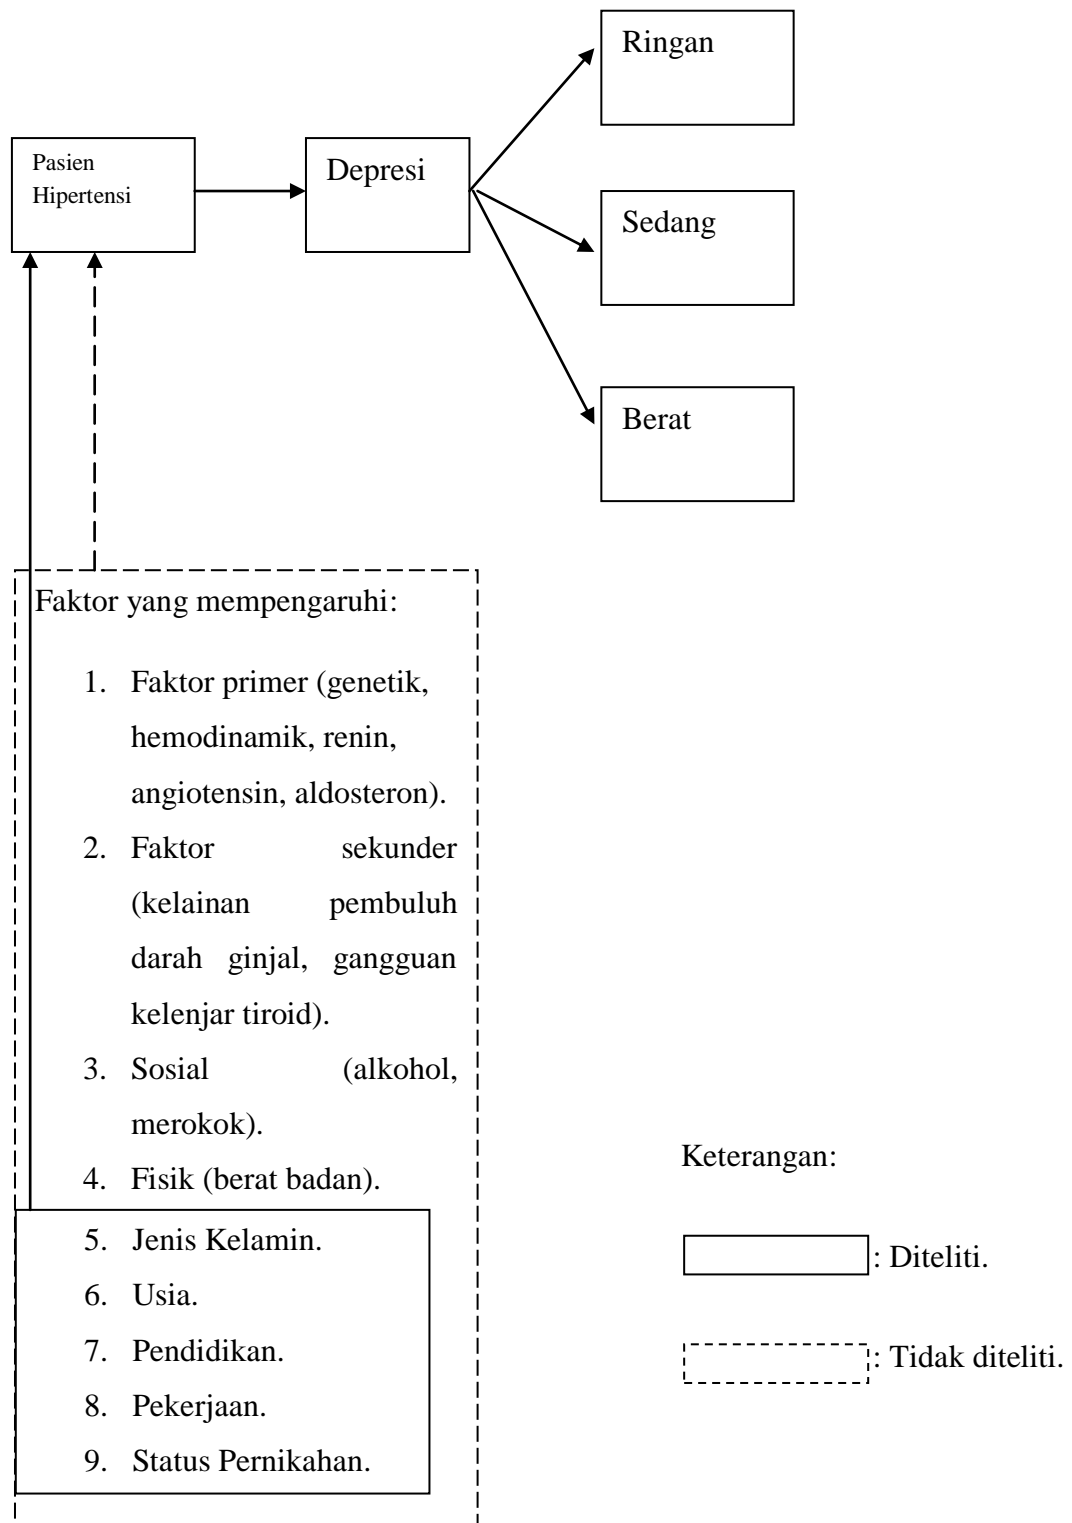 Ringan
Pasien
Hipertensi
Depresi
Sedang
Berat
Faktor yang mempengaruhi:
1. Faktor primer (genetik,
hemodinamik, renin,
angiotensin, aldosteron).
2. Faktor sekunder
(kelainan pembuluh
darah ginjal, gangguan
kelenjar tiroid).
3. Sosial (alkohol,
merokok).
4. Fisik (berat badan).
5. Jenis Kelamin.
6. Usia.
7. Pendidikan.
8. Pekerjaan.
9. Status Pernikahan.
Keterangan:
: Diteliti.
: Tidak diteliti.